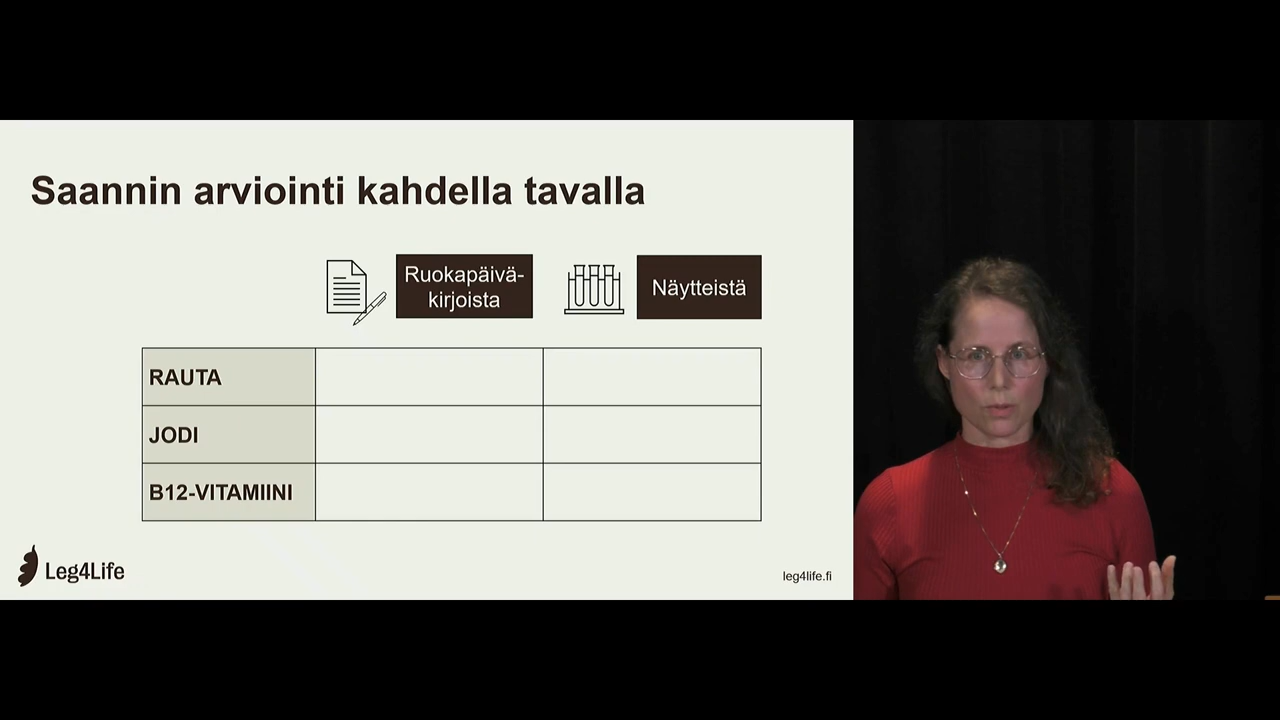 Saannin arviointi kahdella tavalla
Ruokapäivä-
kirjoista
Näytteistä
RAUTA
JODI
B12-VITAMIINI
Leg4Life
leg4life.fi